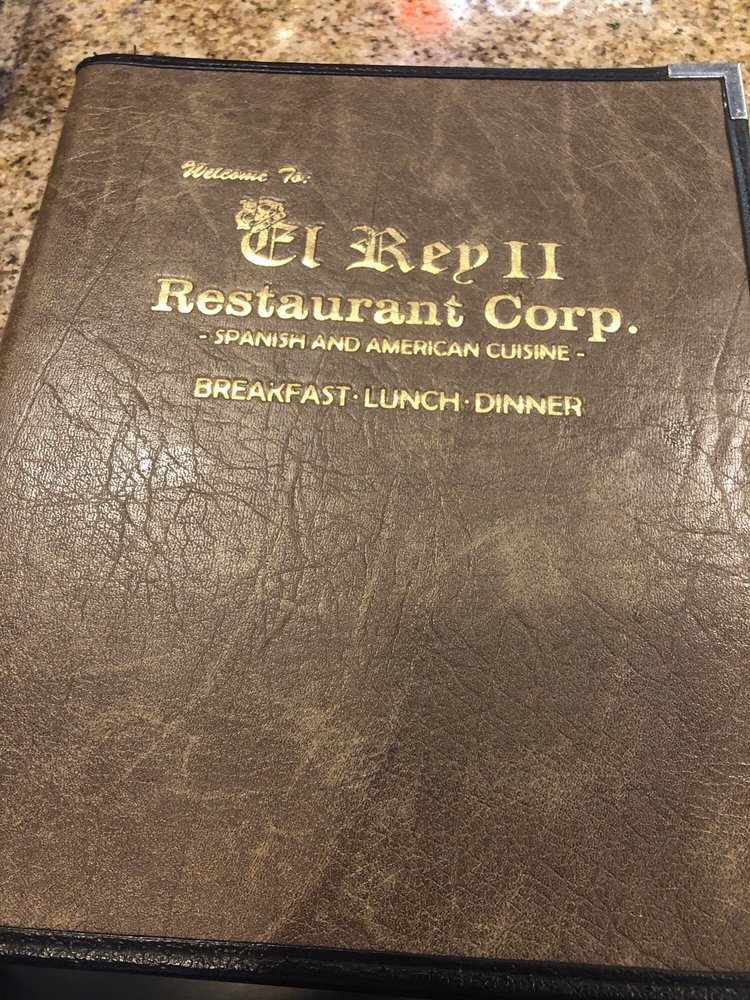 Welcome To:
El Rey II
Restaurant Corp.
- SPANISH AND AMERICAN CUISINE -
BREAKFAST · LUNCH · DINNER